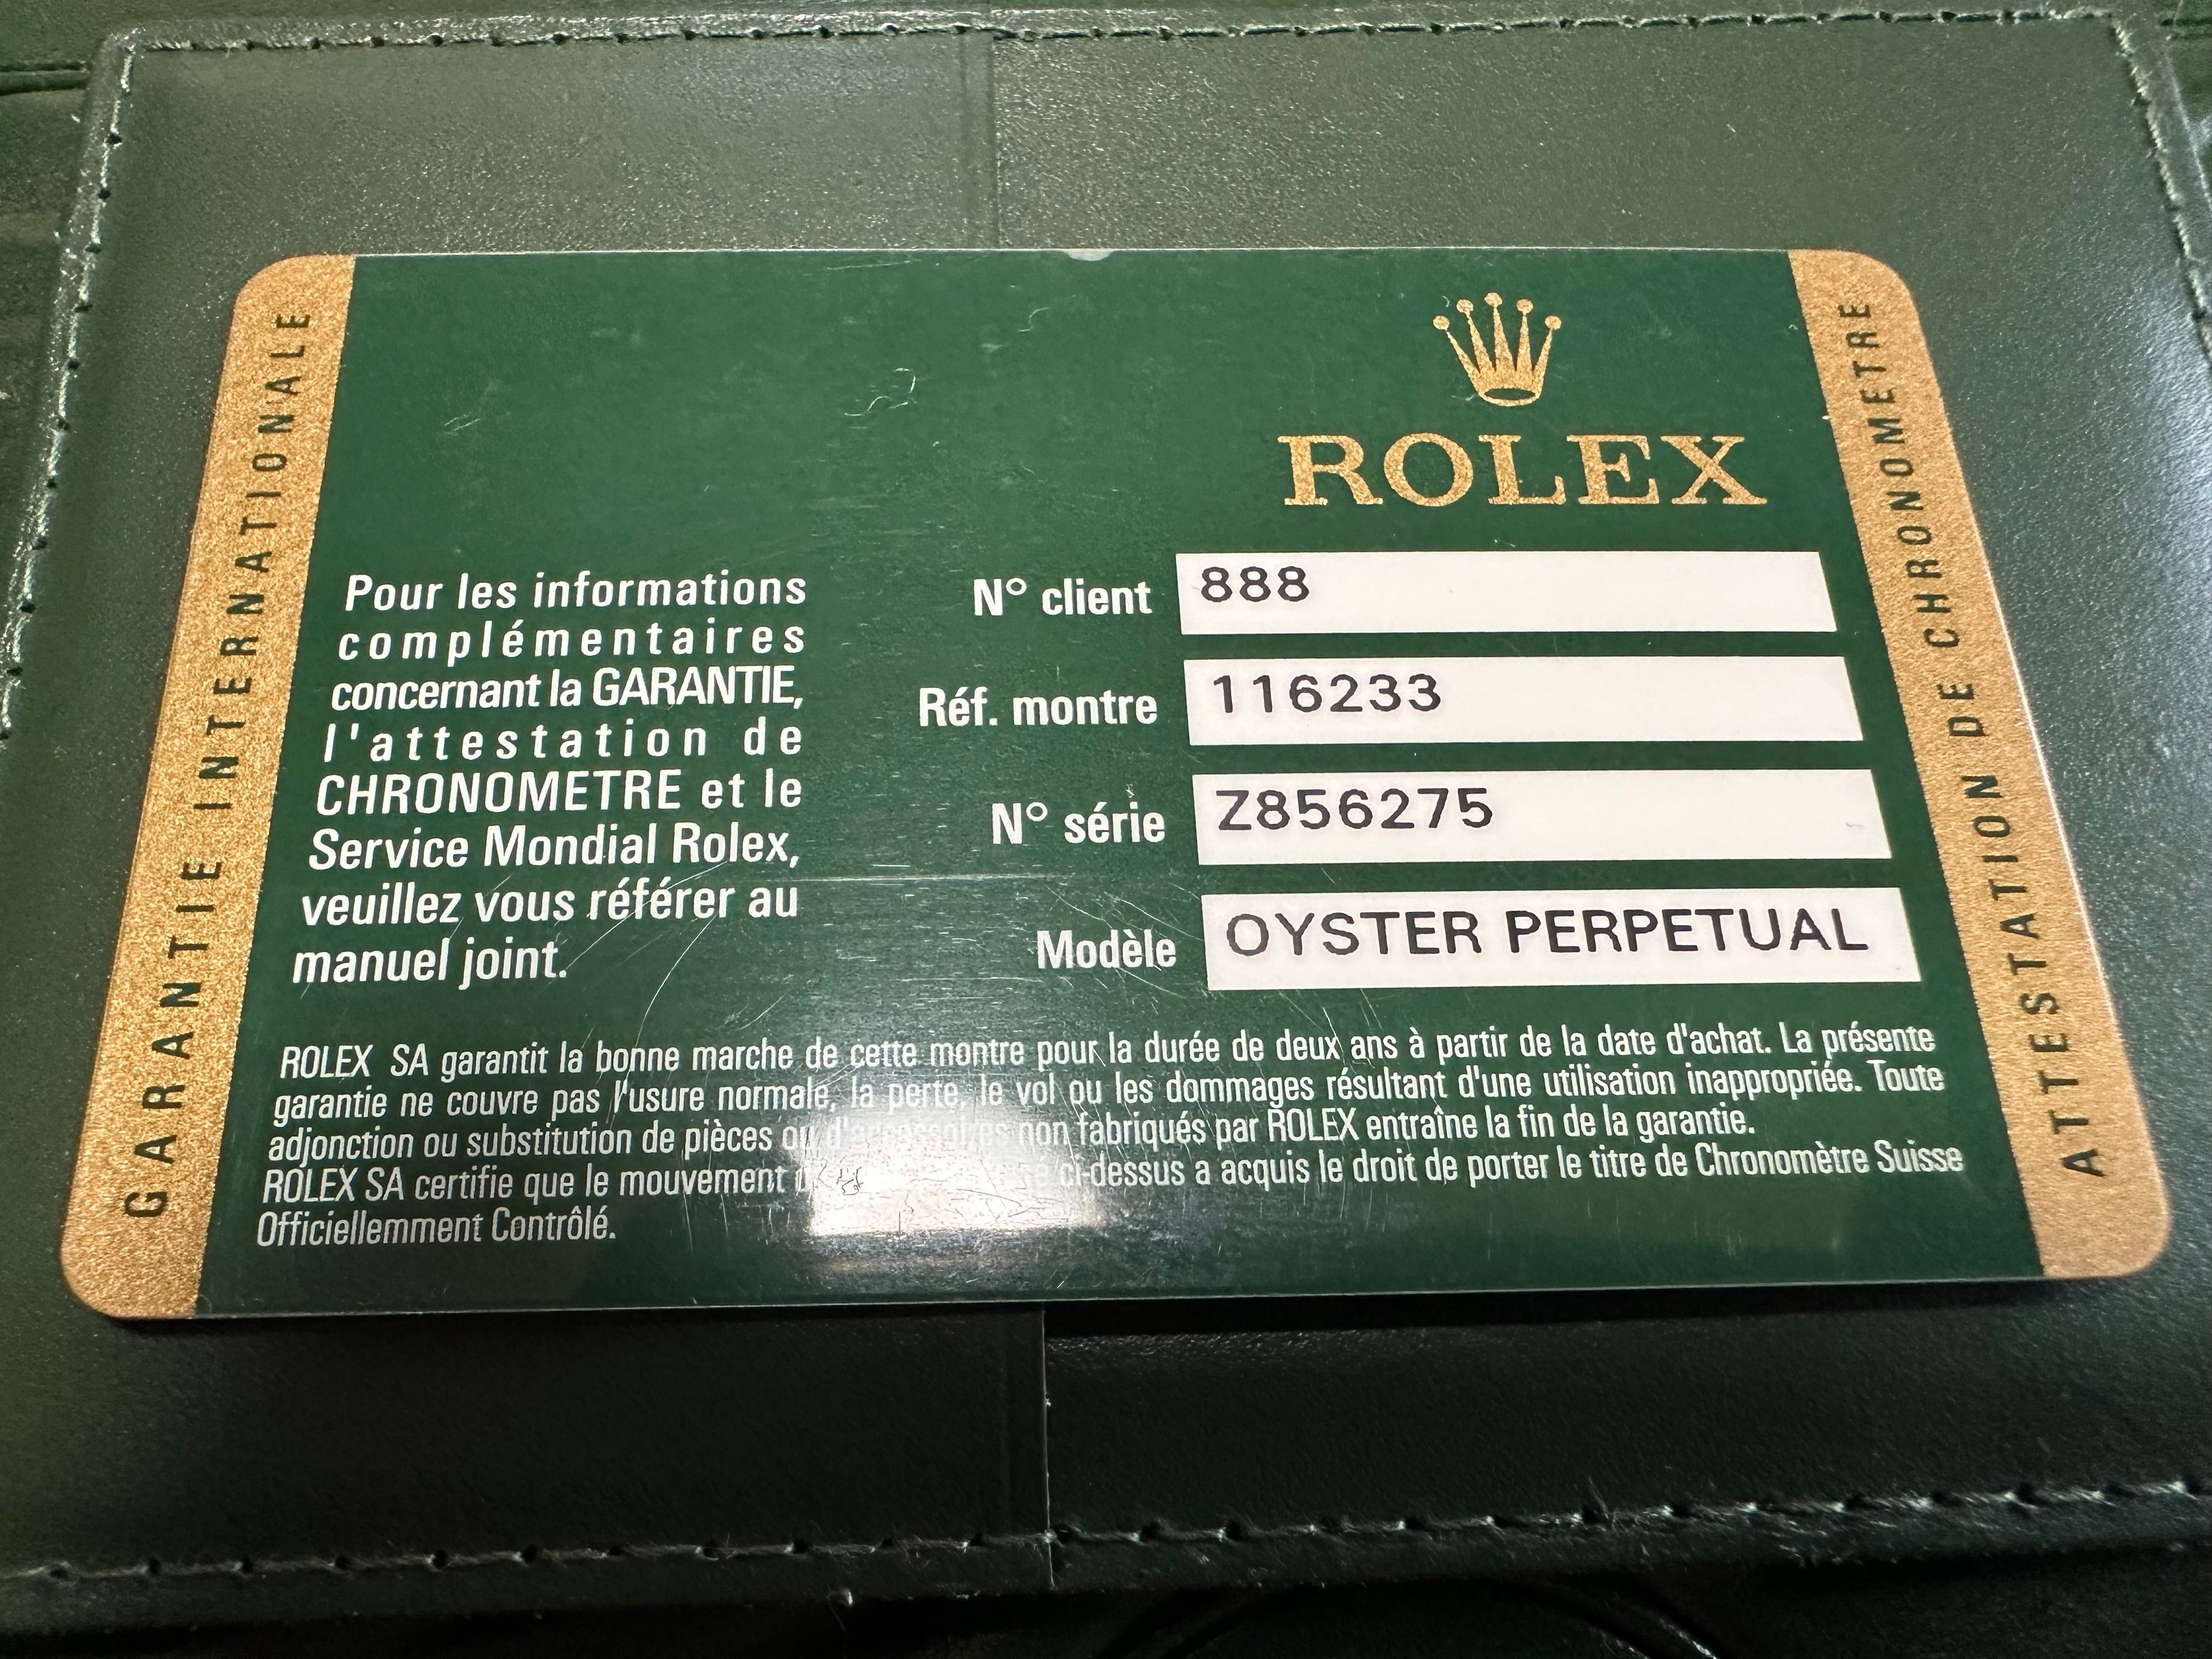 GARANTIE INTERNATIONALE
ROLEX
ATTESTATION DE CHRONOMETRE
Pour les informations
complémentaires
concernant la GARANTIE,
l'attestation de
CHRONOMETRE et le
Service Mondial Rolex,
veuillez vous référer au
manuel joint.
N° client 888
Réf. montre 116233
N° série Z856275
Modèle OYSTER PERPETUAL
ROLEX SA garantit la bonne marche de cette montre pour la durée de deux ans à partir de la date d'achat. La présente
garantie ne couvre pas l'usure normale, la perte, le vol ou les dommages résultant d'une utilisation inappropriée. Toute
adjonction ou substitution de pièces ou d'accessoires non fabriqués par ROLEX entraîne la fin de la garantie.
ROLEX SA certifie que le mouvement ci-dessus a acquis le droit de porter le titre de Chronomètre Suisse
Officiellemment Contrôlé.